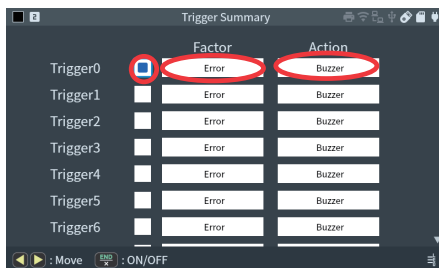 2 Trigger Summary
Factor Action
Trigger0 Error Buzzer
Trigger1 Error Buzzer
Trigger2 Error Buzzer
Trigger3 Error Buzzer
Trigger4 Error Buzzer
Trigger5 Error Buzzer
Trigger6 Error Buzzer
: Move END × : ON/OFF